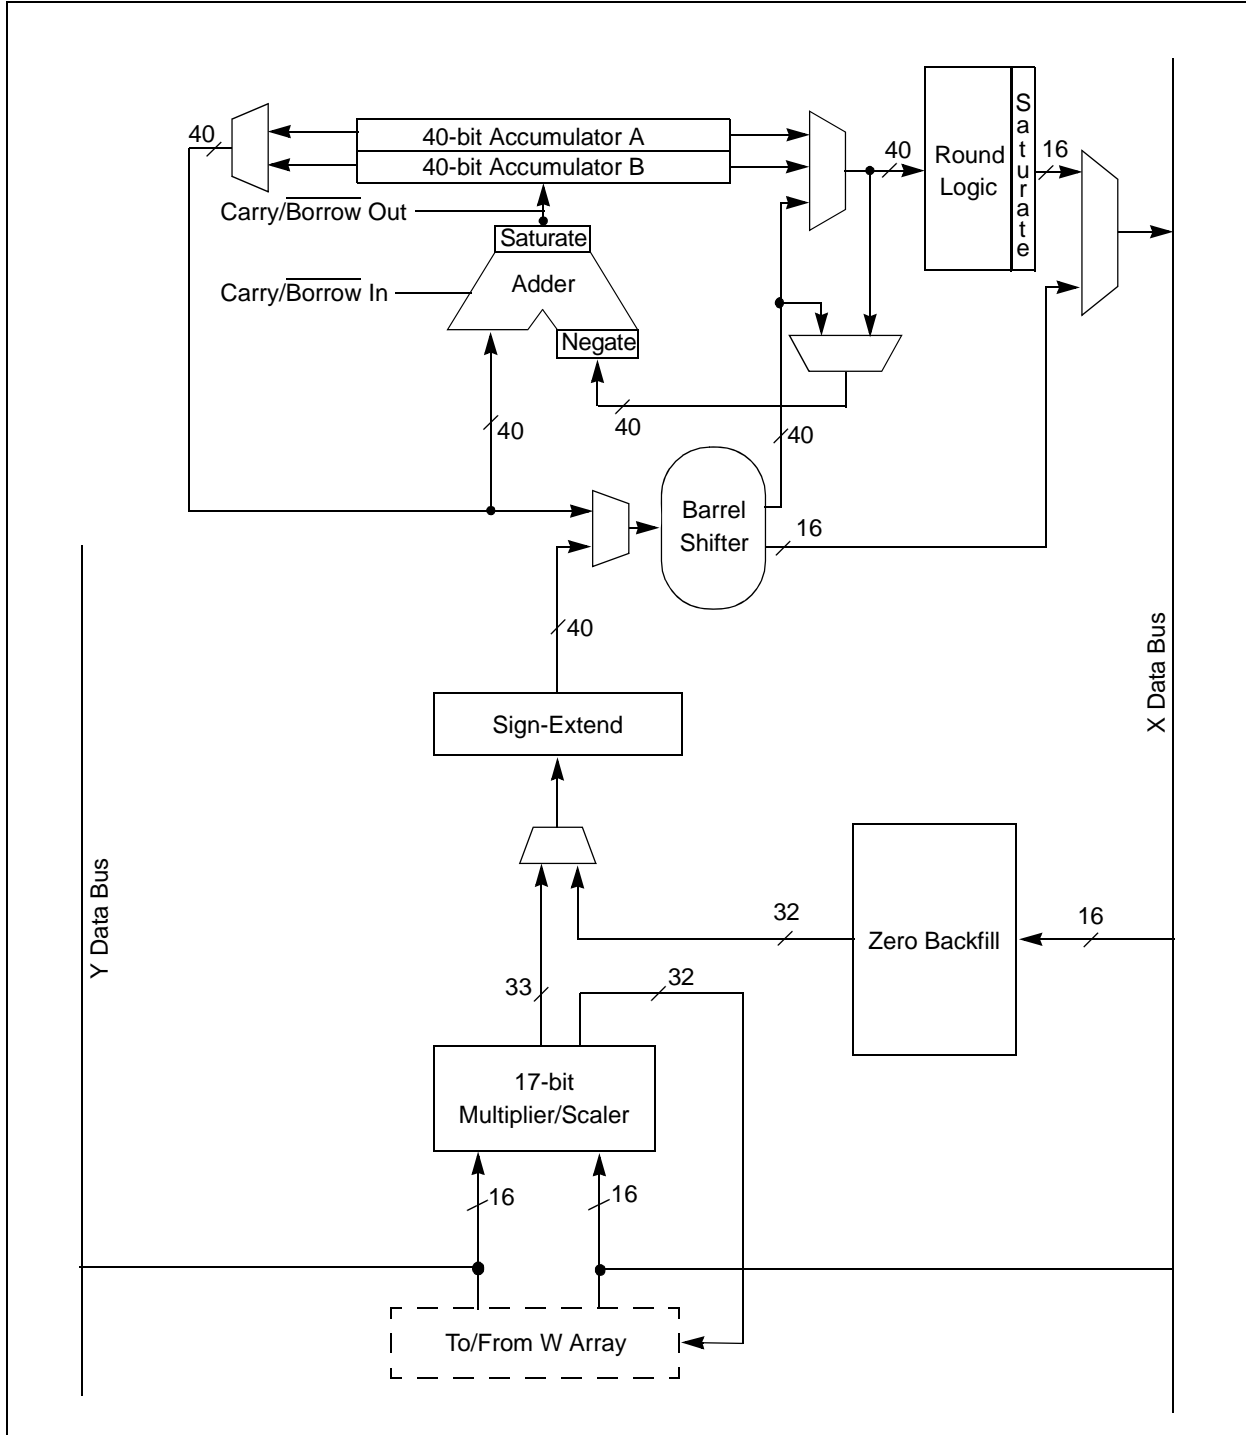 40
40-bit Accumulator A
40-bit Accumulator B
40
Round
Logic
Saturate
16
Carry/Borrow Out
Saturate
Carry/Borrow In
Adder
Negate
40
40
40
Barrel
Shifter
16
40
Sign-Extend
X Data Bus
Y Data Bus
32
Zero Backfill
16
33
32
17-bit
Multiplier/Scaler
16
16
To/From W Array